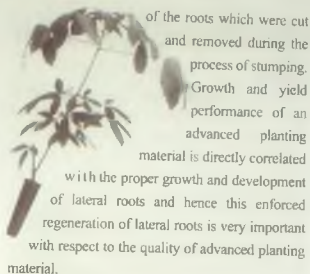 of the roots which were cut
and removed during the
process of stumping.
Growth and yield
performance of an
advanced planting
material is directly correlated
with the proper growth and development
of lateral roots and hence this enforced
regeneration of lateral roots is very important
with respect to the quality of advanced planting
material.